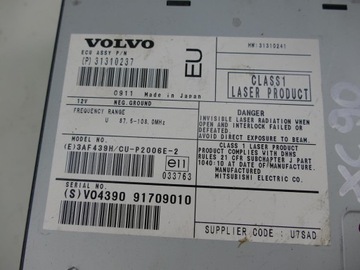 VOLVO
ECU ASSY P/N
(P) 31310237
EU
HW: 31310241
CLASS1
LASER PRODUCT
0911 Made in Japan
12V NEG.GROUND
FREQUENCY RANGE
U 87.5-108.0MHz
MODEL NO:
(E)3AF439H/CU-P2006E-2
e11
033763
SERIAL NO:
(S)V04390 91709010
DANGER
INVISIBLE LASER RADIATION WHEN
OPEN AND INTERLOCK FAILED OR
DEFEATED.
AVOID DIRECT EXPOSURE TO BEAM.
CLASS 1 LASER PRODUCT
PRODUCT COMPLIES WITH DHHS
RULES 21 CFR SUBCHAPTER J PART
1040:10 AT DATE OF MANUFACTURE.
MANUFACTURED
MITSUBISHI ELECTRIC CO.
SUPPLIER CODE : U7SAD
XC90